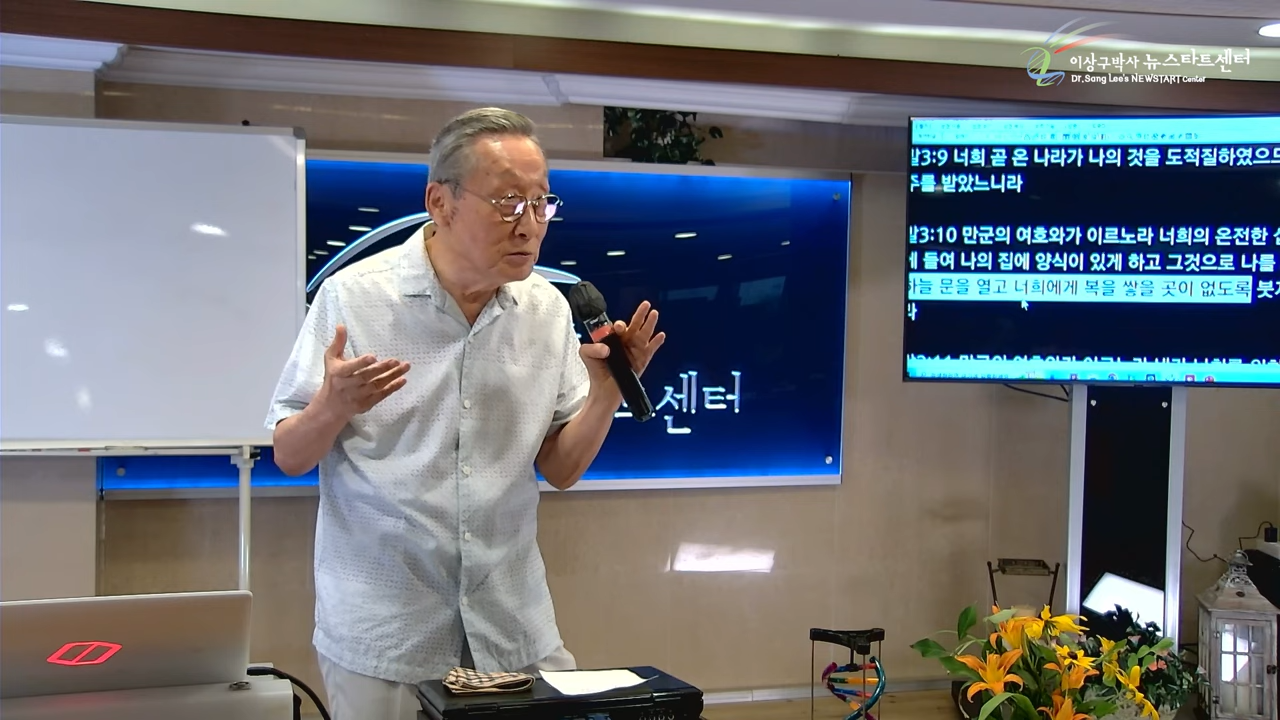 이상구박사 뉴스타트센터
Dr. Sang Lee's NEWSTART Center
말3:9 너희 곧 온 나라가 나의 것을 도적질하였으므
주를 받았느니라
말3:10 만군의 여호와가 이르노라 너희의 온전한
에 들여 나의 집에 양식이 있게 하고 그것으로 나를
하늘 문을 열고 너희에게 복을 쌓을 곳이 없도록 붓지
라
센터